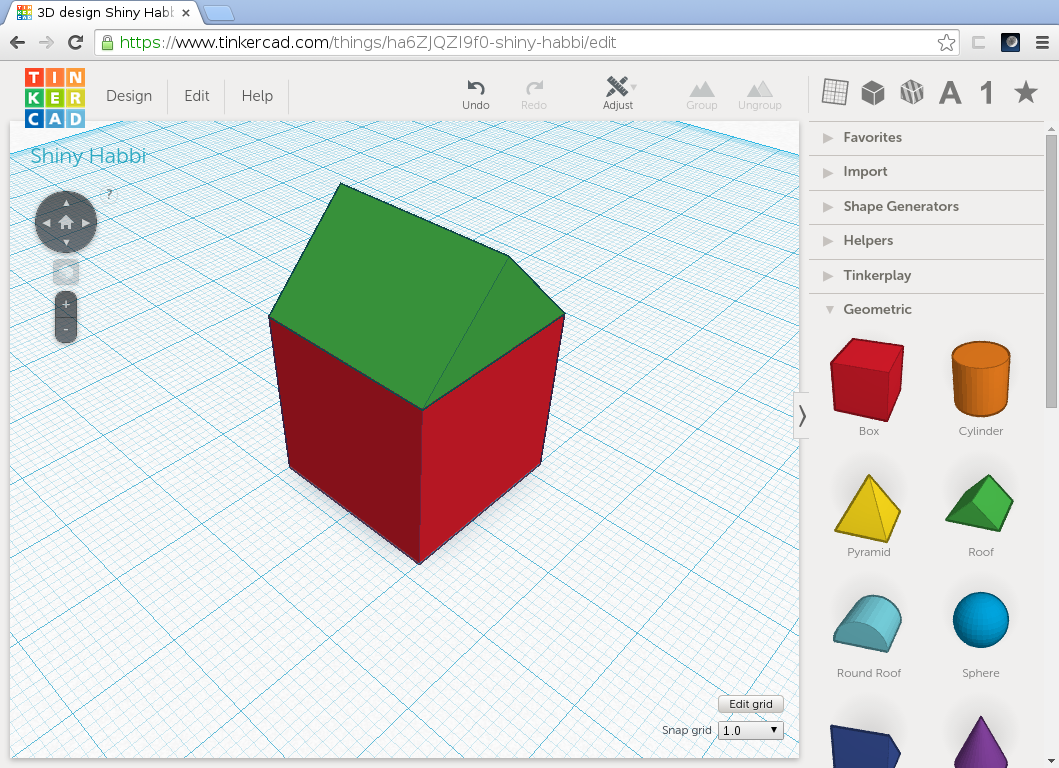 3D design Shiny Habb
https://www.tinkercad.com/things/ha6ZJQZI9f0-shiny-habbi/edit
TIN
KER
CAD
Design
Edit
Help
Undo
Redo
Adjust
Group
Ungroup
A
1
Shiny Habbi
?
+
-
Favorites
Import
Shape Generators
Helpers
Tinkerplay
Geometric
Box
Cylinder
Pyramid
Roof
Round Roof
Sphere
Edit grid
Snap grid
1.0